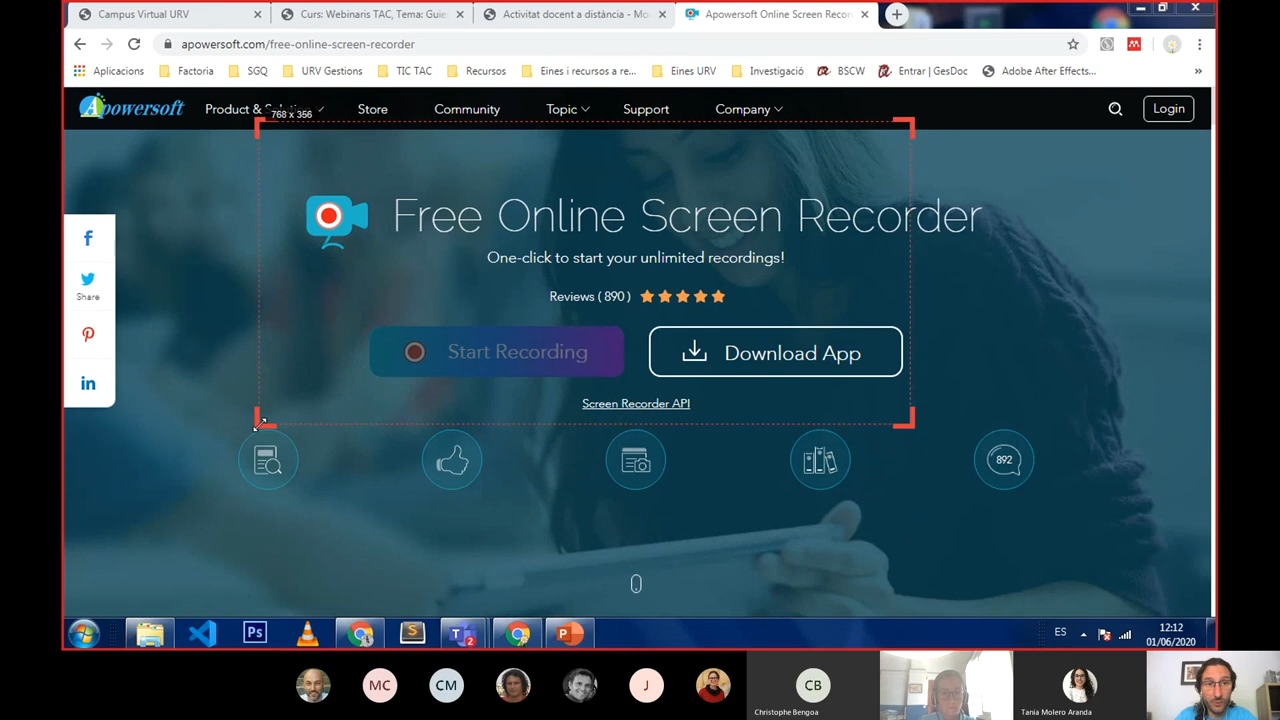 Campus Virtual URV
Curs: Webinaris TAC, Tema: Guie
Activitat docent a distància - Mo
Apowersoft Online Screen Recor
apowersoft.com/free-online-screen-recorder
Aplicacions
Factoria
SGQ
URV Gestions
TIC TAC
Recursos
Eines i recursos a re...
Eines URV
Investigació
BSCW
Entrar | GesDoc
Adobe After Effects...
»
Apowersoft
Product &
Store
Community
Topic
Support
Company
Login
768 x 356
Free Online Screen Recorder
One-click to start your unlimited recordings!
Reviews ( 890 )
Share
Start Recording
Download App
Screen Recorder API
892
Ps
S
T
2
P
ES
12:12
01/06/2020
MC
CM
J
CB
Christophe Bengoa
Tania Molero Aranda